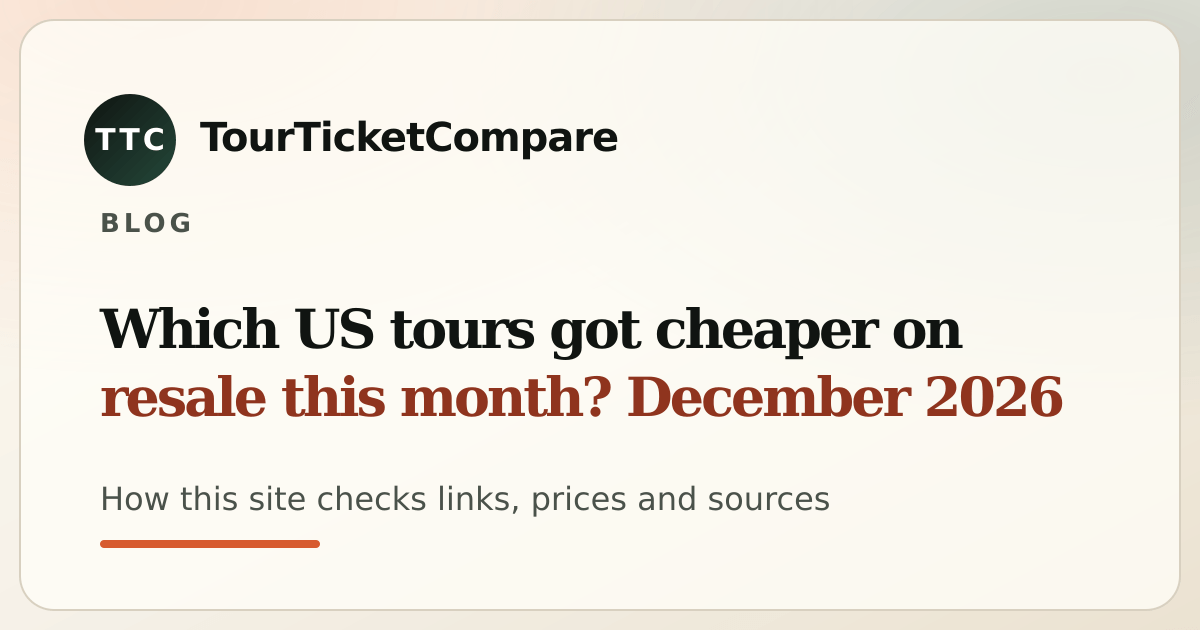 TTC TourTicketCompare
BLOG
Which US tours got cheaper on
resale this month? December 2026
How this site checks links, prices and sources